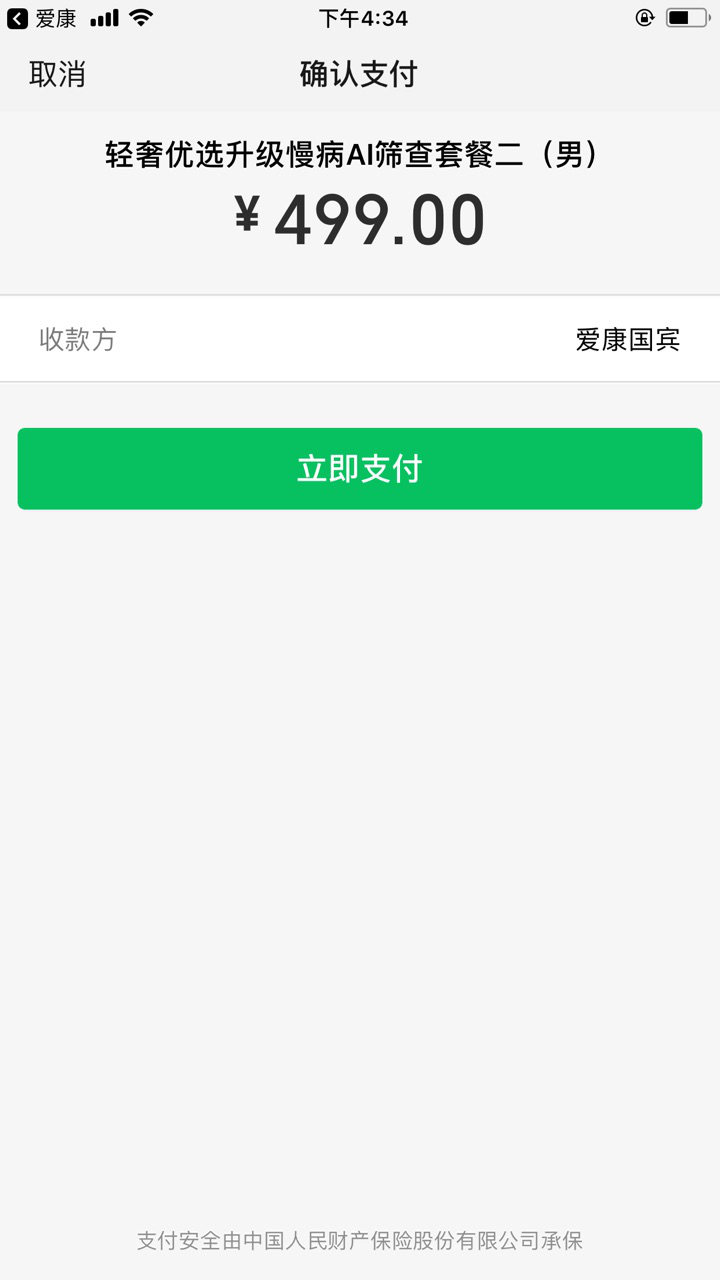 爱康 下午4:34
取消 确认支付
轻奢优选升级慢病AI筛查套餐二（男）
¥499.00
收款方 爱康国宾
立即支付
支付安全由中国人民财产保险股份有限公司承保